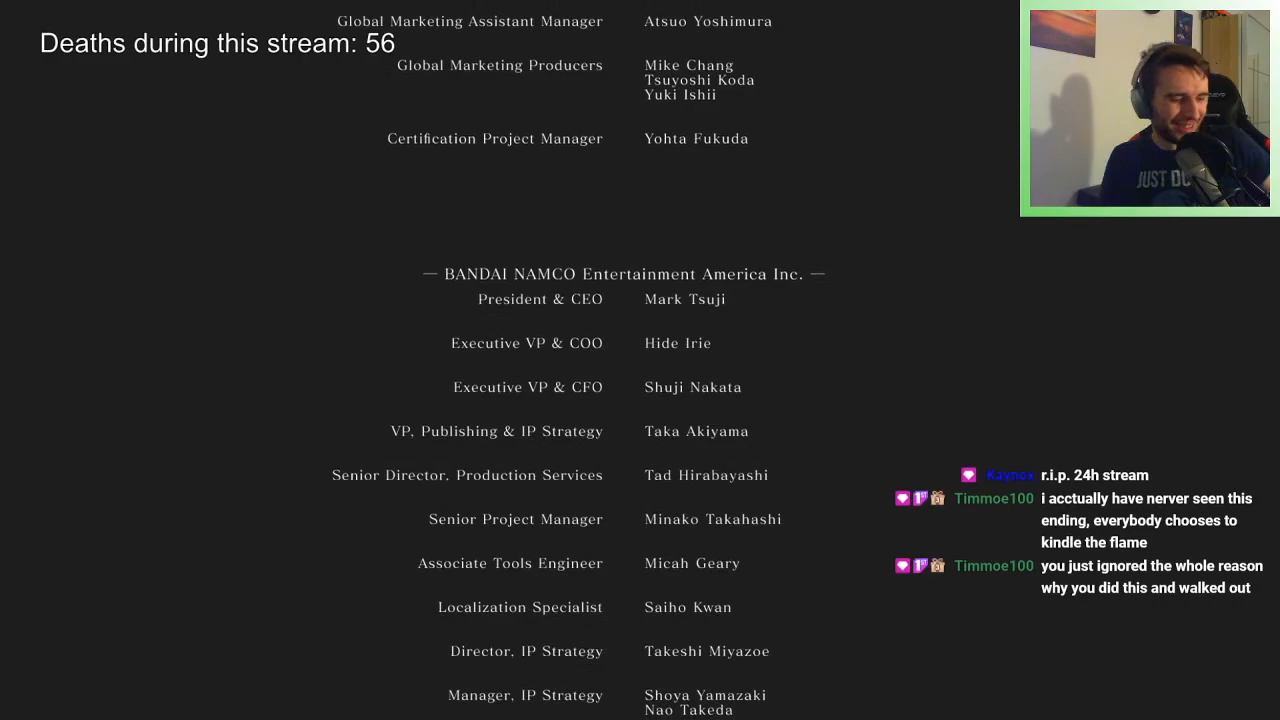 Global Marketing Assistant Manager Atsuo Yoshimura
Deaths during this stream: 56
Global Marketing Producers Mike Chang
Tsuyoshi Koda
Yuki Ishii
Certification Project Manager Yohta Fukuda
— BANDAI NAMCO Entertainment America Inc. —
President & CEO Mark Tsuji
Executive VP & COO Hide Irie
Executive VP & CFO Shuji Nakata
VP, Publishing & IP Strategy Taka Akiyama
Senior Director, Production Services Tad Hirabayashi
Senior Project Manager Minako Takahashi
Associate Tools Engineer Micah Geary
Localization Specialist Saiho Kwan
Director, IP Strategy Takeshi Miyazoe
Manager, IP Strategy Shoya Yamazaki
Nao Takeda
JUST DO
Kaynox r.i.p. 24h stream
Timmoe100 i acctually have nerver seen this
ending, everybody chooses to
kindle the flame
Timmoe100 you just ignored the whole reason
why you did this and walked out